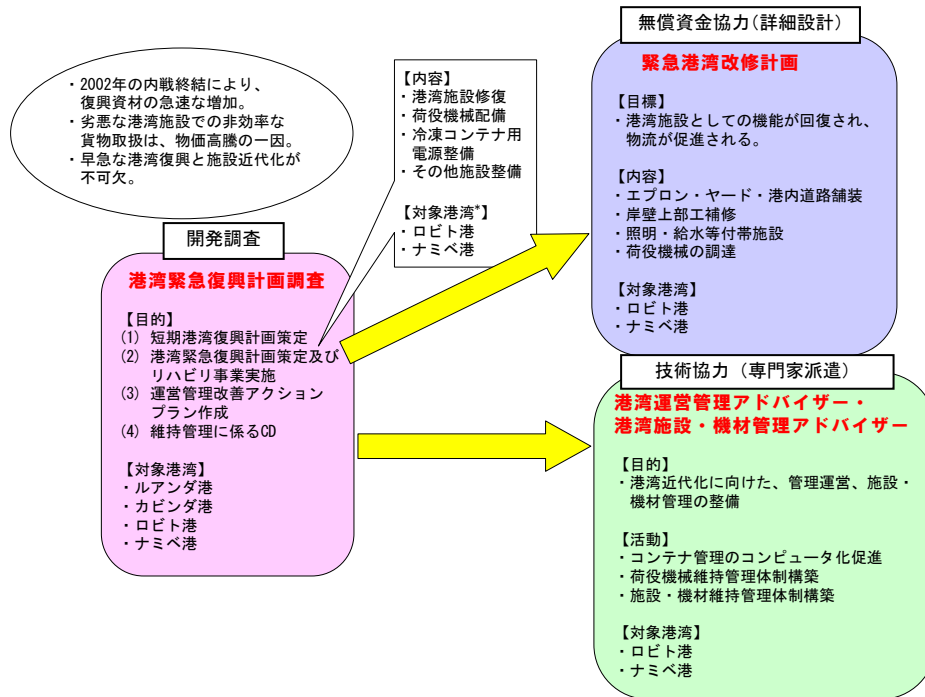 ・2002年の内戦終結により、
復興資材の急速な増加。
・劣悪な港湾施設での非効率な
貨物取扱は、物価高騰の一因。
・早急な港湾復興と施設近代化が
不可欠。
開発調査
港湾緊急復興計画調査
【目的】
(1) 短期港湾復興計画策定
(2) 港湾緊急復興計画策定及び
リハビリ事業実施
(3) 運営管理改善アクション
プラン作成
(4) 維持管理に係るCD
【対象港湾】
・ルアンダ港
・カビンダ港
・ロビト港
・ナミベ港
【内容】
・港湾施設修復
・荷役機械配備
・冷凍コンテナ用
電源整備
・その他施設整備
【対象港湾*】
・ロビト港
・ナミベ港
無償資金協力(詳細設計)
緊急港湾改修計画
【目標】
・港湾施設としての機能が回復され、
物流が促進される。
【内容】
・エプロン・ヤード・港内道路舗装
・岸壁上部工補修
・照明・給水等付帯施設
・荷役機械の調達
【対象港湾】
・ロビト港
・ナミベ港
技術協力(専門家派遣)
港湾運営管理アドバイザー・
港湾施設・機材管理アドバイザー
【目的】
・港湾近代化に向けた、管理運営、施設・
機材管理の整備
【活動】
・コンテナ管理のコンピュータ化促進
・荷役機械維持管理体制構築
・施設・機材維持管理体制構築
【対象港湾】
・ロビト港
・ナミベ港